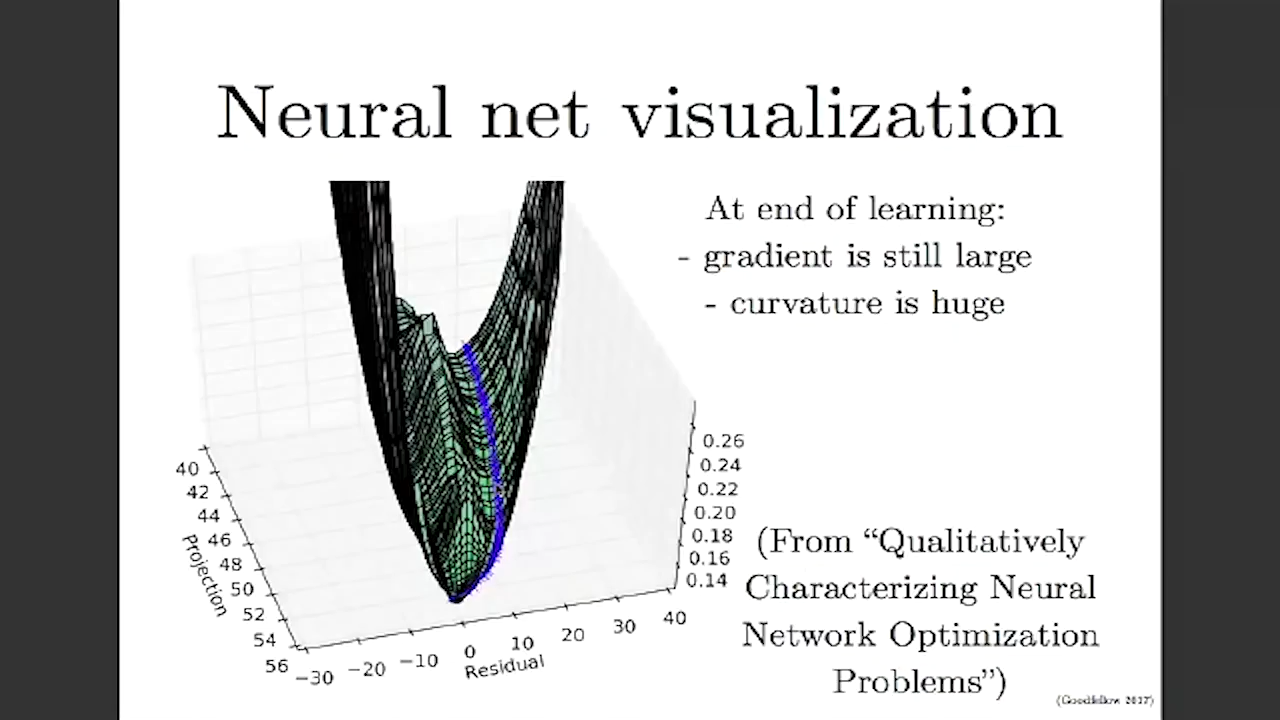 Neural net visualization
At end of learning:
- gradient is still large
- curvature is huge
0.26
0.24
0.22
0.20
0.18
0.16
0.14
40
42
44
46
48
50
52
54
56
Projection
−30
−20
−10
0
10
20
30
40
Residual
(From “Qualitatively
Characterizing Neural
Network Optimization
Problems”)
(Goodfellow 2017)